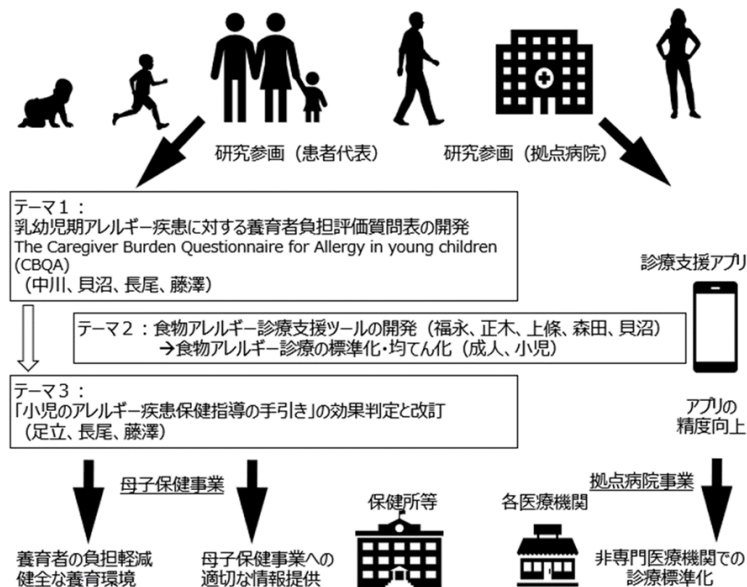 研究参画（患者代表）
研究参画（拠点病院）
テーマ１：
乳幼児期アレルギー疾患に対する養育者負担評価質問表の開発
The Caregiver Burden Questionnaire for Allergy in young children
(CBQA)
（中川、貝沼、長尾、藤澤）
診療支援アプリ
テーマ２：食物アレルギー診療支援ツールの開発（福永、正木、上條、森田、貝沼）
→食物アレルギー診療の標準化・均てん化（成人、小児）
テーマ３：
「小児のアレルギー疾患保健指導の手引き」の効果判定と改訂
（足立、長尾、藤澤）
アプリの
精度向上
母子保健事業
保健所等
各医療機関
拠点病院事業
養育者の負担軽減
健全な養育環境
母子保健事業への
適切な情報提供
非専門医療機関での
診療標準化